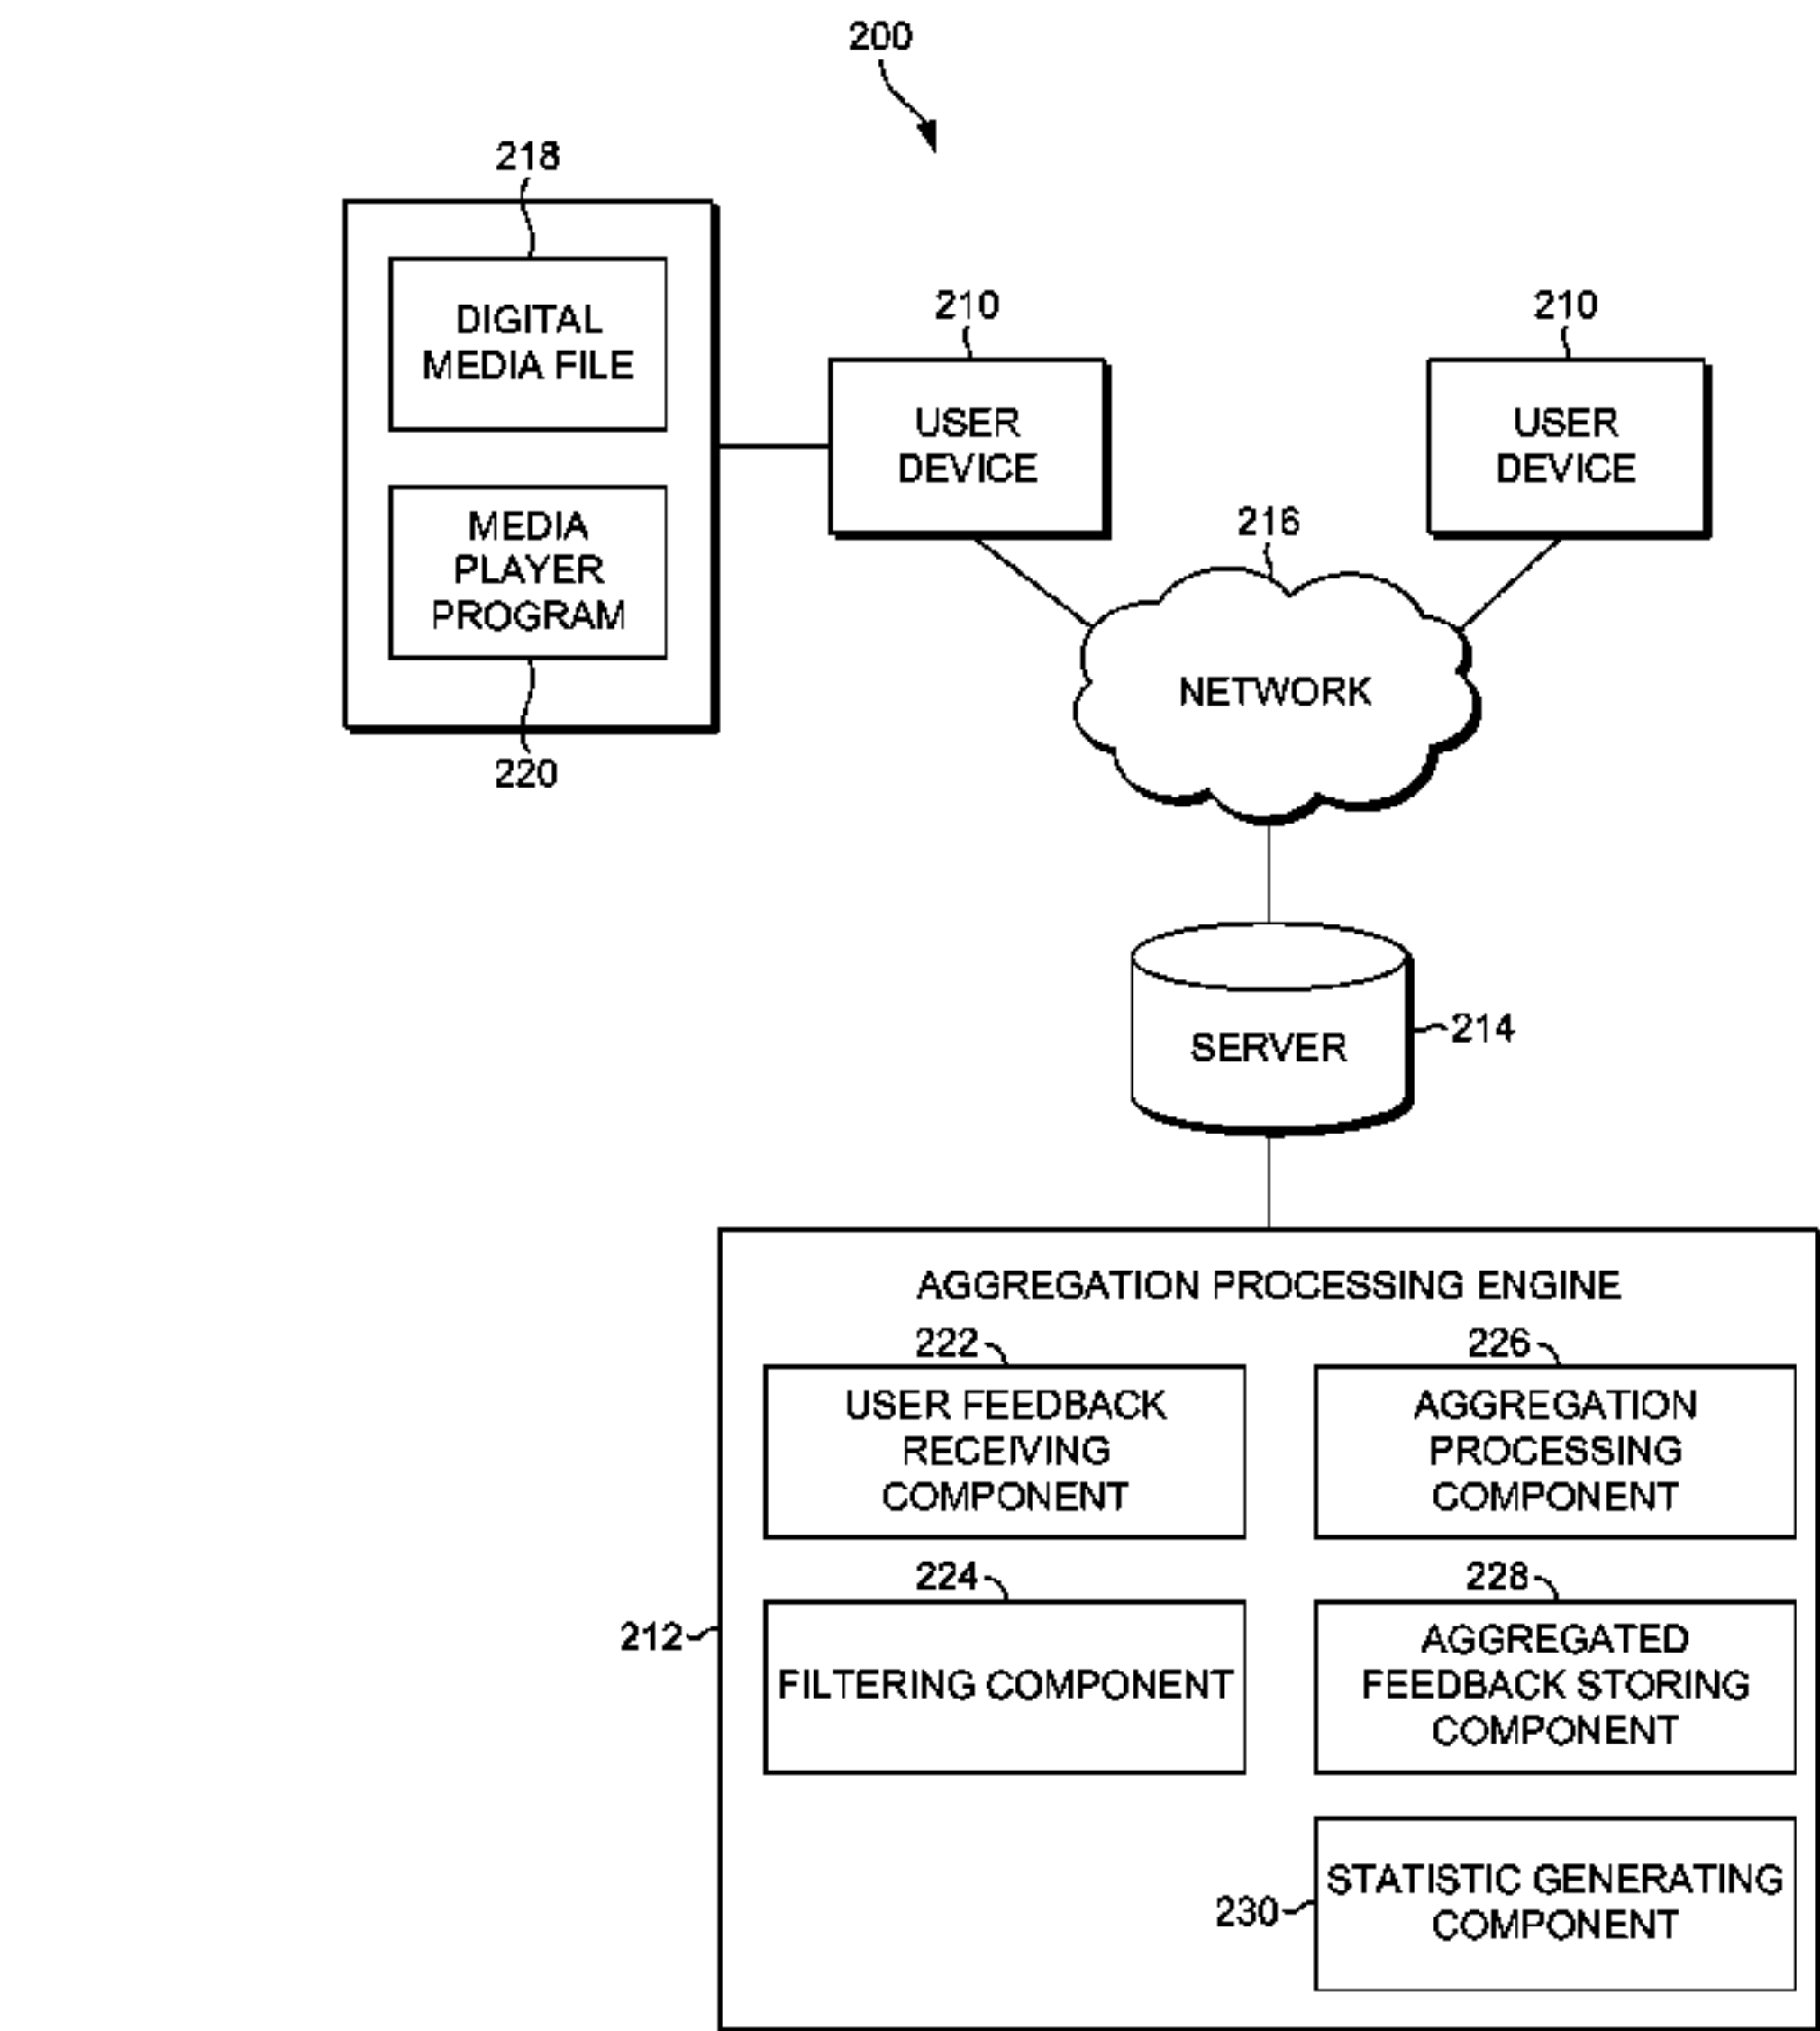 200
218
DIGITAL
MEDIA FILE
MEDIA
PLAYER
PROGRAM
220
210
USER
DEVICE
210
USER
DEVICE
216
NETWORK
SERVER
214
AGGREGATION PROCESSING ENGINE
222
USER FEEDBACK
RECEIVING
COMPONENT
226
AGGREGATION
PROCESSING
COMPONENT
224
FILTERING COMPONENT
228
AGGREGATED
FEEDBACK STORING
COMPONENT
212
230
STATISTIC GENERATING
COMPONENT